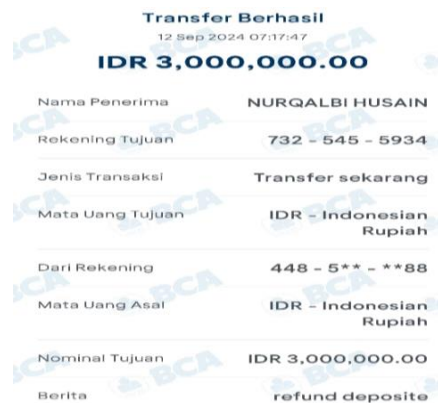 Transfer Berhasil
12 Sep 2024 07:17:47
IDR 3,000,000.00
Nama Penerima NURQALBI HUSAIN
Rekening Tujuan 732 - 545 - 5934
Jenis Transaksi Transfer sekarang
Mata Uang Tujuan IDR - Indonesian
Rupiah
Dari Rekening 448 - 5** - **88
Mata Uang Asal IDR - Indonesian
Rupiah
Nominal Tujuan IDR 3,000,000.00
Berita refund deposite
BCA